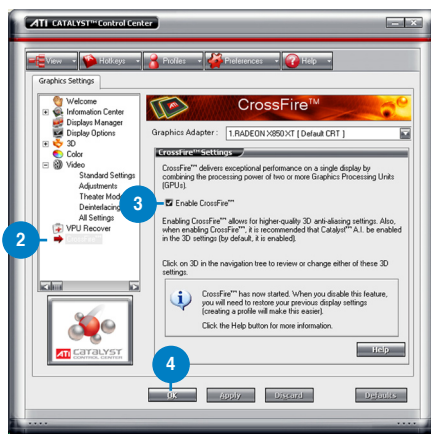 ATI CATALYST™ Control Center
View
Hotkeys
Profiles
Preferences
Help
Graphics Settings
Welcome
Information Center
Displays Manager
Display Options
3D
Color
Video
Standard Settings
Adjustments
Theater Mode
Deinterlacing
All Settings
VPU Recover
CrossFire™
2
ATI CATALYST
CONTROL CENTER
CrossFire™
Graphics Adapter :
1.RADEON X850 XT [ Default CRT ]
CrossFire™ Settings
CrossFire™ delivers exceptional performance on a single display by
combining the processing power of two or more Graphics Processing Units
(GPUs).
3
Enable CrossFire™
Enabling CrossFire™ allows for higher-quality 3D anti-aliasing settings. Also,
when enabling CrossFire™, it is recommended that Catalyst™ A.I. be enabled
in the 3D settings (by default, it is enabled).
Click on 3D in the navigation tree to review or change either of these 3D
settings.
CrossFire™ has now started. When you disable this feature,
you will need to restore your previous display settings
(creating a profile will make this easier).
Click the Help button for more information.
Help
4
OK
Apply
Discard
Defaults